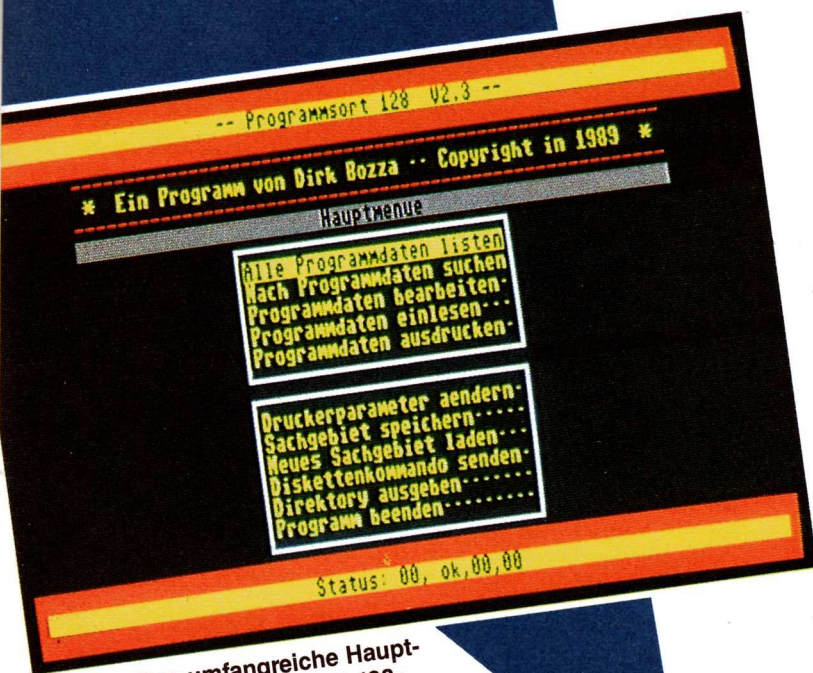 -- Programmsort 128 V2.3 --
* Ein Programm von Dirk Bozza -- Copyright in 1989 *
Hauptmenue
Alle Programmdaten listen
Nach Programmdaten suchen
Programmdaten bearbeiten.
Programmdaten einlesen...
Programmdaten ausdrucken.
Druckerparameter aendern.
Sachgebiet speichern.....
Neues Sachgebiet laden...
Diskettenkommando senden.
Direktory ausgeben.......
Programm beenden.........
Status: 00, ok,00,00
umfangreiche Haupt-